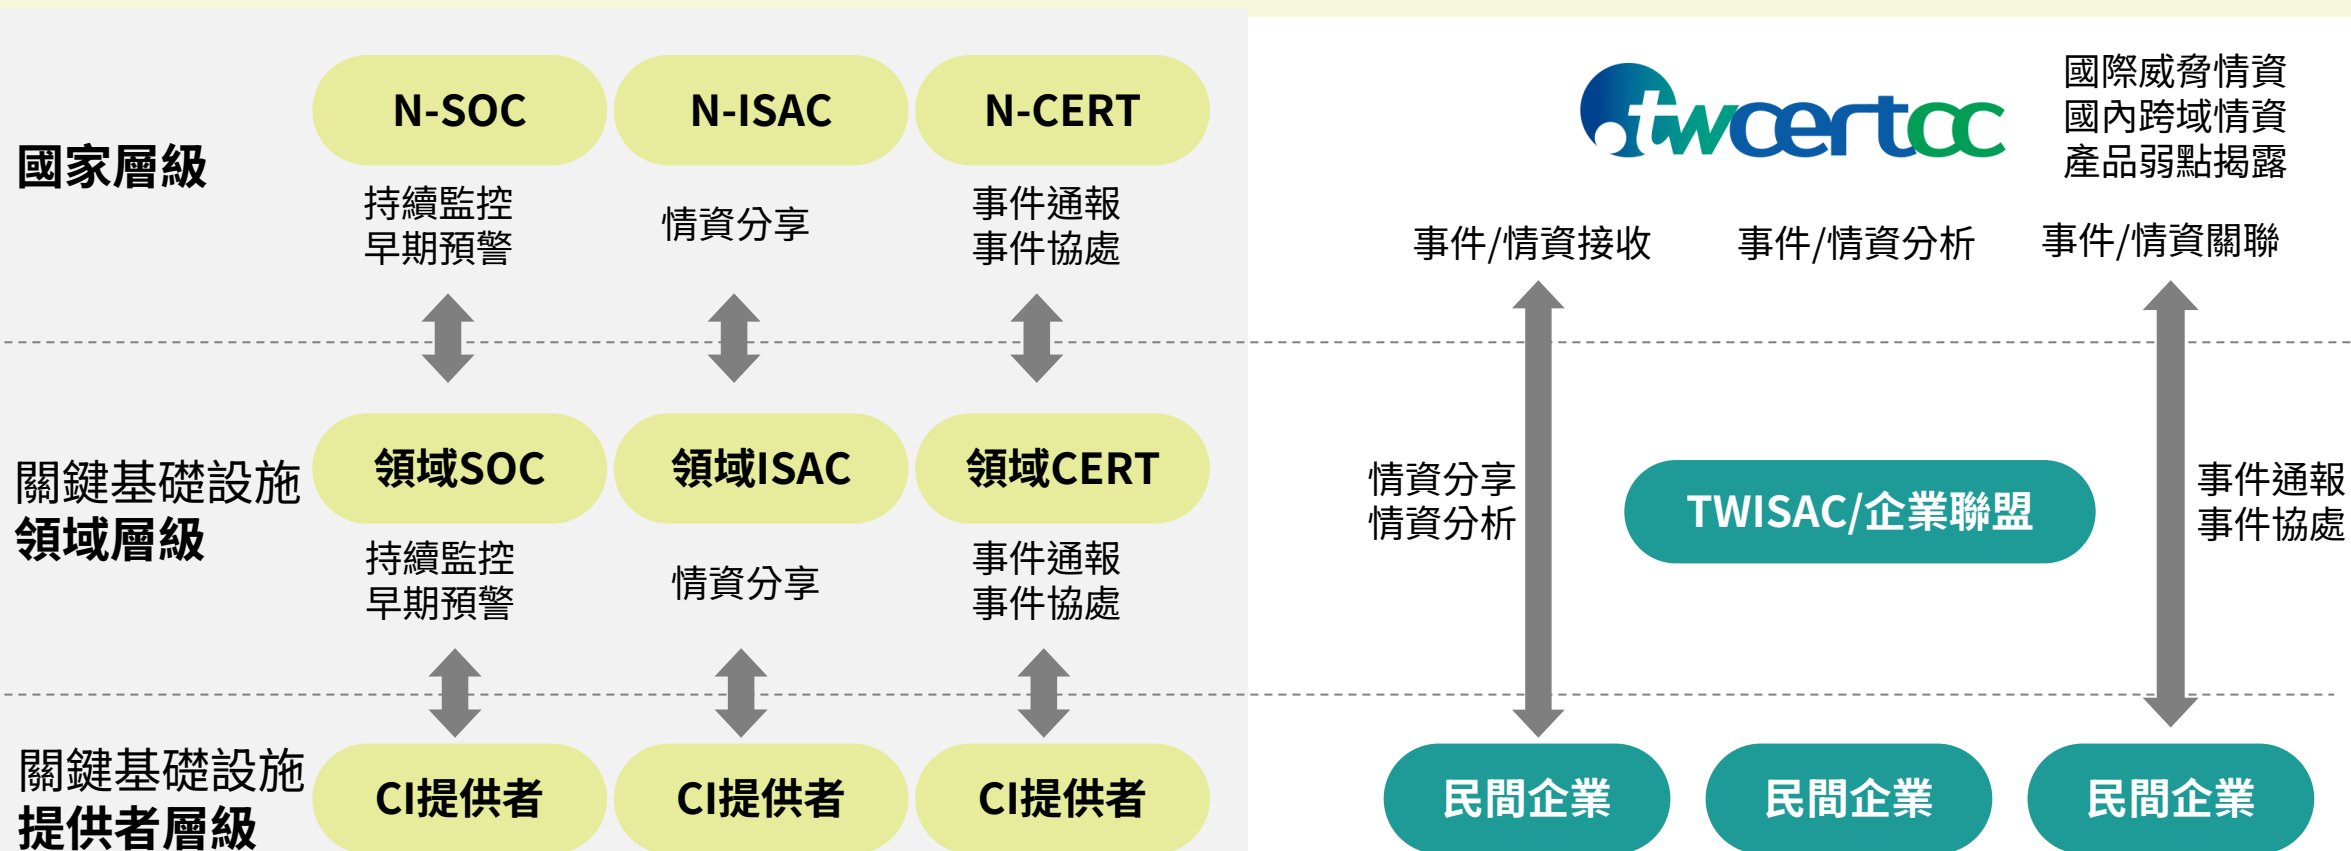 國家層級
N-SOC
N-ISAC
N-CERT
持續監控
早期預警
情資分享
事件通報
事件協處
twcertcc
國際威脅情資
國內跨域情資
產品弱點揭露
事件/情資接收
事件/情資分析
事件/情資關聯
關鍵基礎設施
領域層級
領域SOC
領域ISAC
領域CERT
持續監控
早期預警
情資分享
事件通報
事件協處
情資分享
情資分析
TWISAC/企業聯盟
事件通報
事件協處
關鍵基礎設施
提供者層級
CI提供者
CI提供者
CI提供者
民間企業
民間企業
民間企業